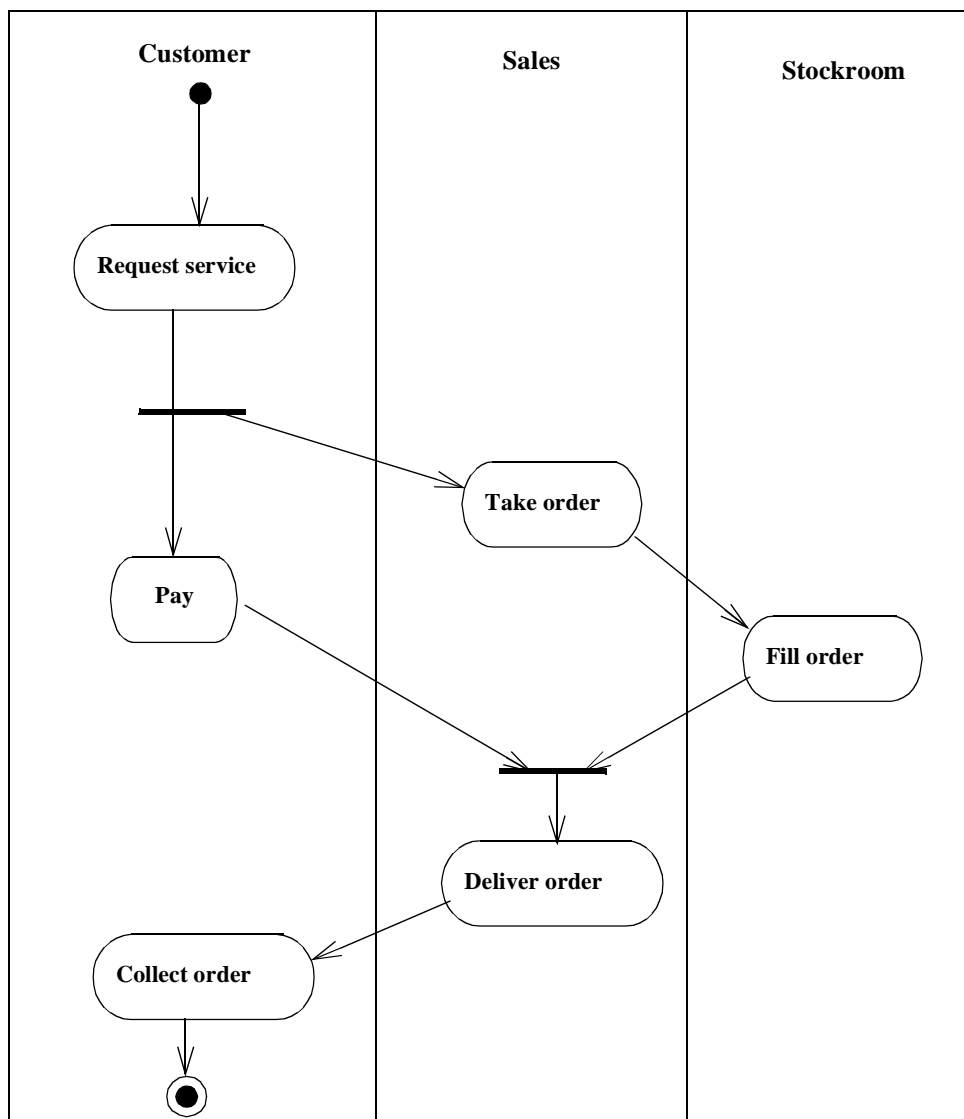 Customer
Sales
Stockroom
Request service
Take order
Pay
Fill order
Deliver order
Collect order